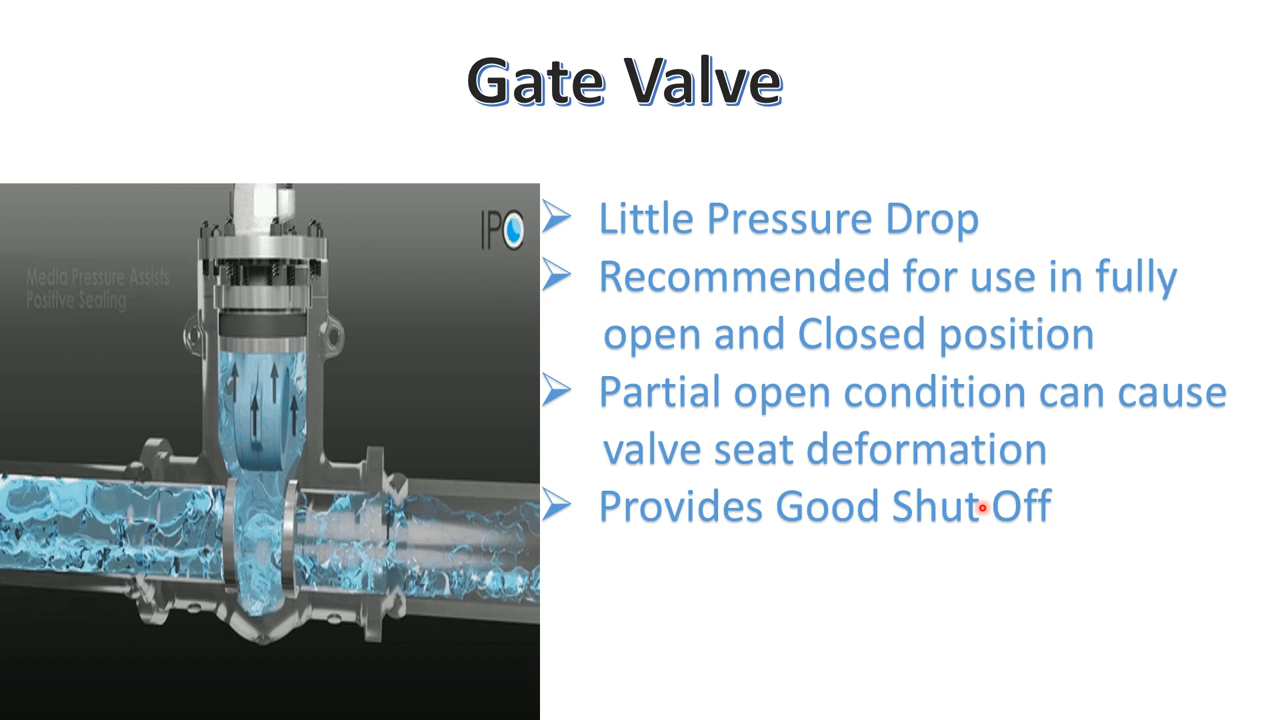 Gate Valve
IPO
Media Pressure Assists
Positive Sealing
➢ Little Pressure Drop
➢ Recommended for use in fully
open and Closed position
➢ Partial open condition can cause
valve seat deformation
➢ Provides Good Shut Off